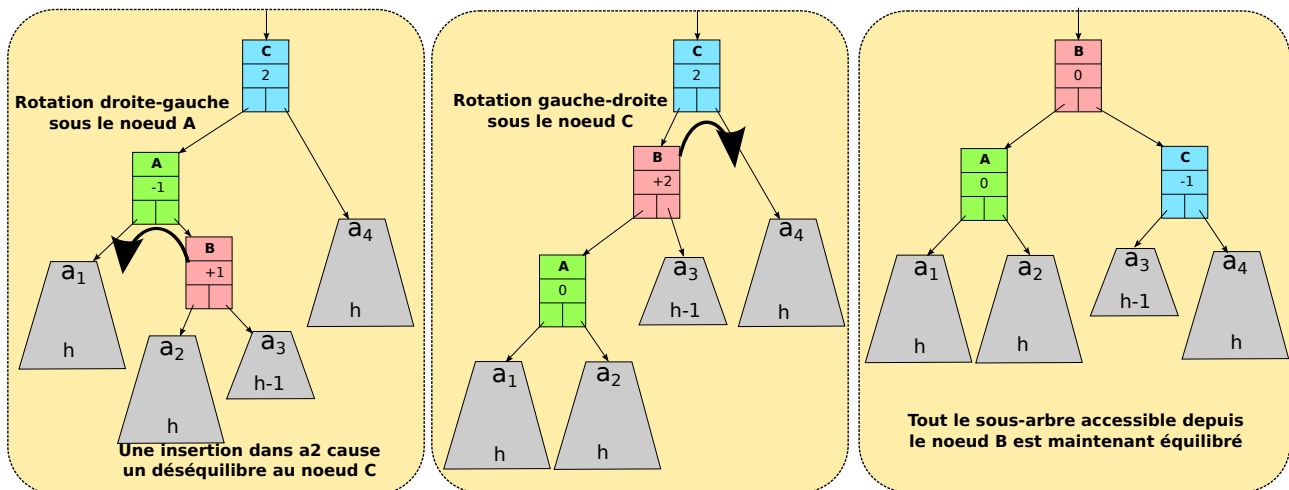 C
2
Rotation droite-gauche
sous le noeud A
A
-1
B
+1
a1
h
a2
h
a3
h-1
a4
h
Une insertion dans a2 cause
un déséquilibre au noeud C
C
2
Rotation gauche-droite
sous le noeud C
B
+2
A
0
a1
h
a2
h
a3
h-1
a4
h
B
0
A
0
C
-1
a1
h
a2
h
a3
h-1
a4
h
Tout le sous-arbre accessible depuis
le noeud B est maintenant équilibré